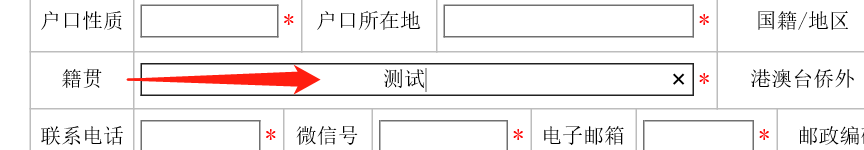 户口性质 * 户口所在地 * 国籍/地区
籍贯 测试 × * 港澳台侨外
联系电话 * 微信号 * 电子邮箱 * 邮政编